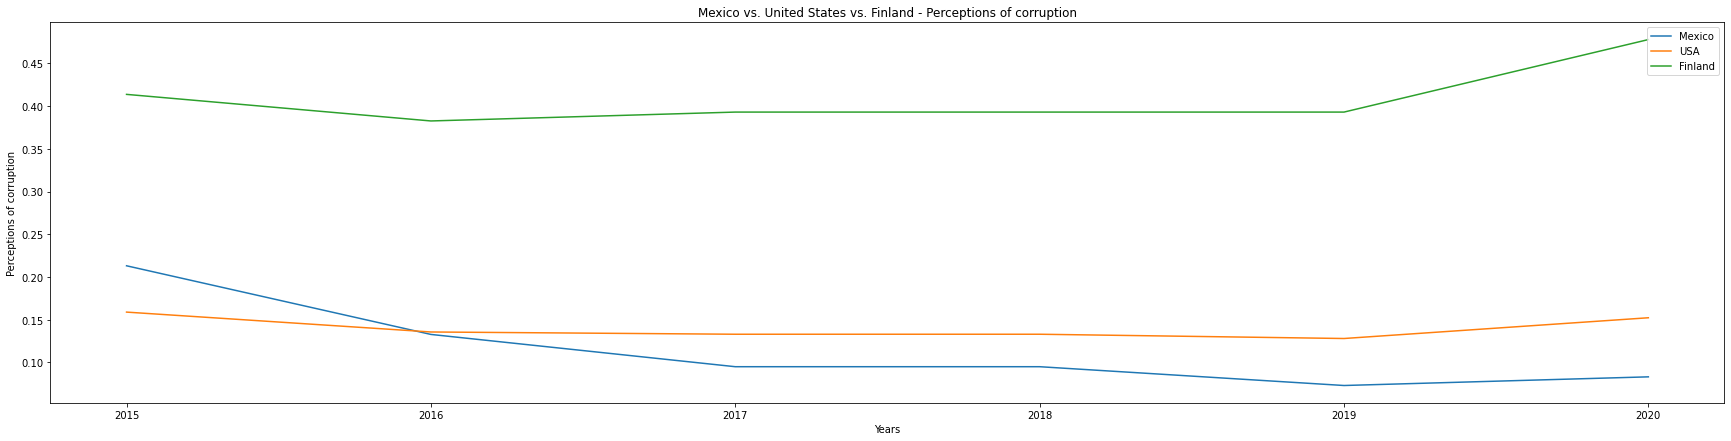 Mexico vs. United States vs. Finland - Perceptions of corruption
Mexico
USA
Finland
Perceptions of corruption
0.45
0.40
0.35
0.30
0.25
0.20
0.15
0.10
2015 2016 2017 2018 2019 2020
Years